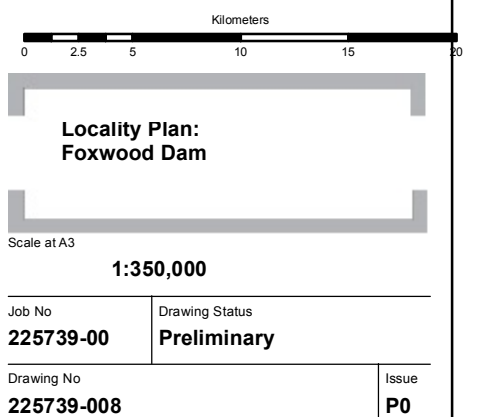 Kilometers
0 2.5 5 10 15 20
Locality Plan:
Foxwood Dam
Scale at A3
1:350,000
Job No Drawing Status
225739-00 Preliminary
Drawing No Issue
225739-008 P0